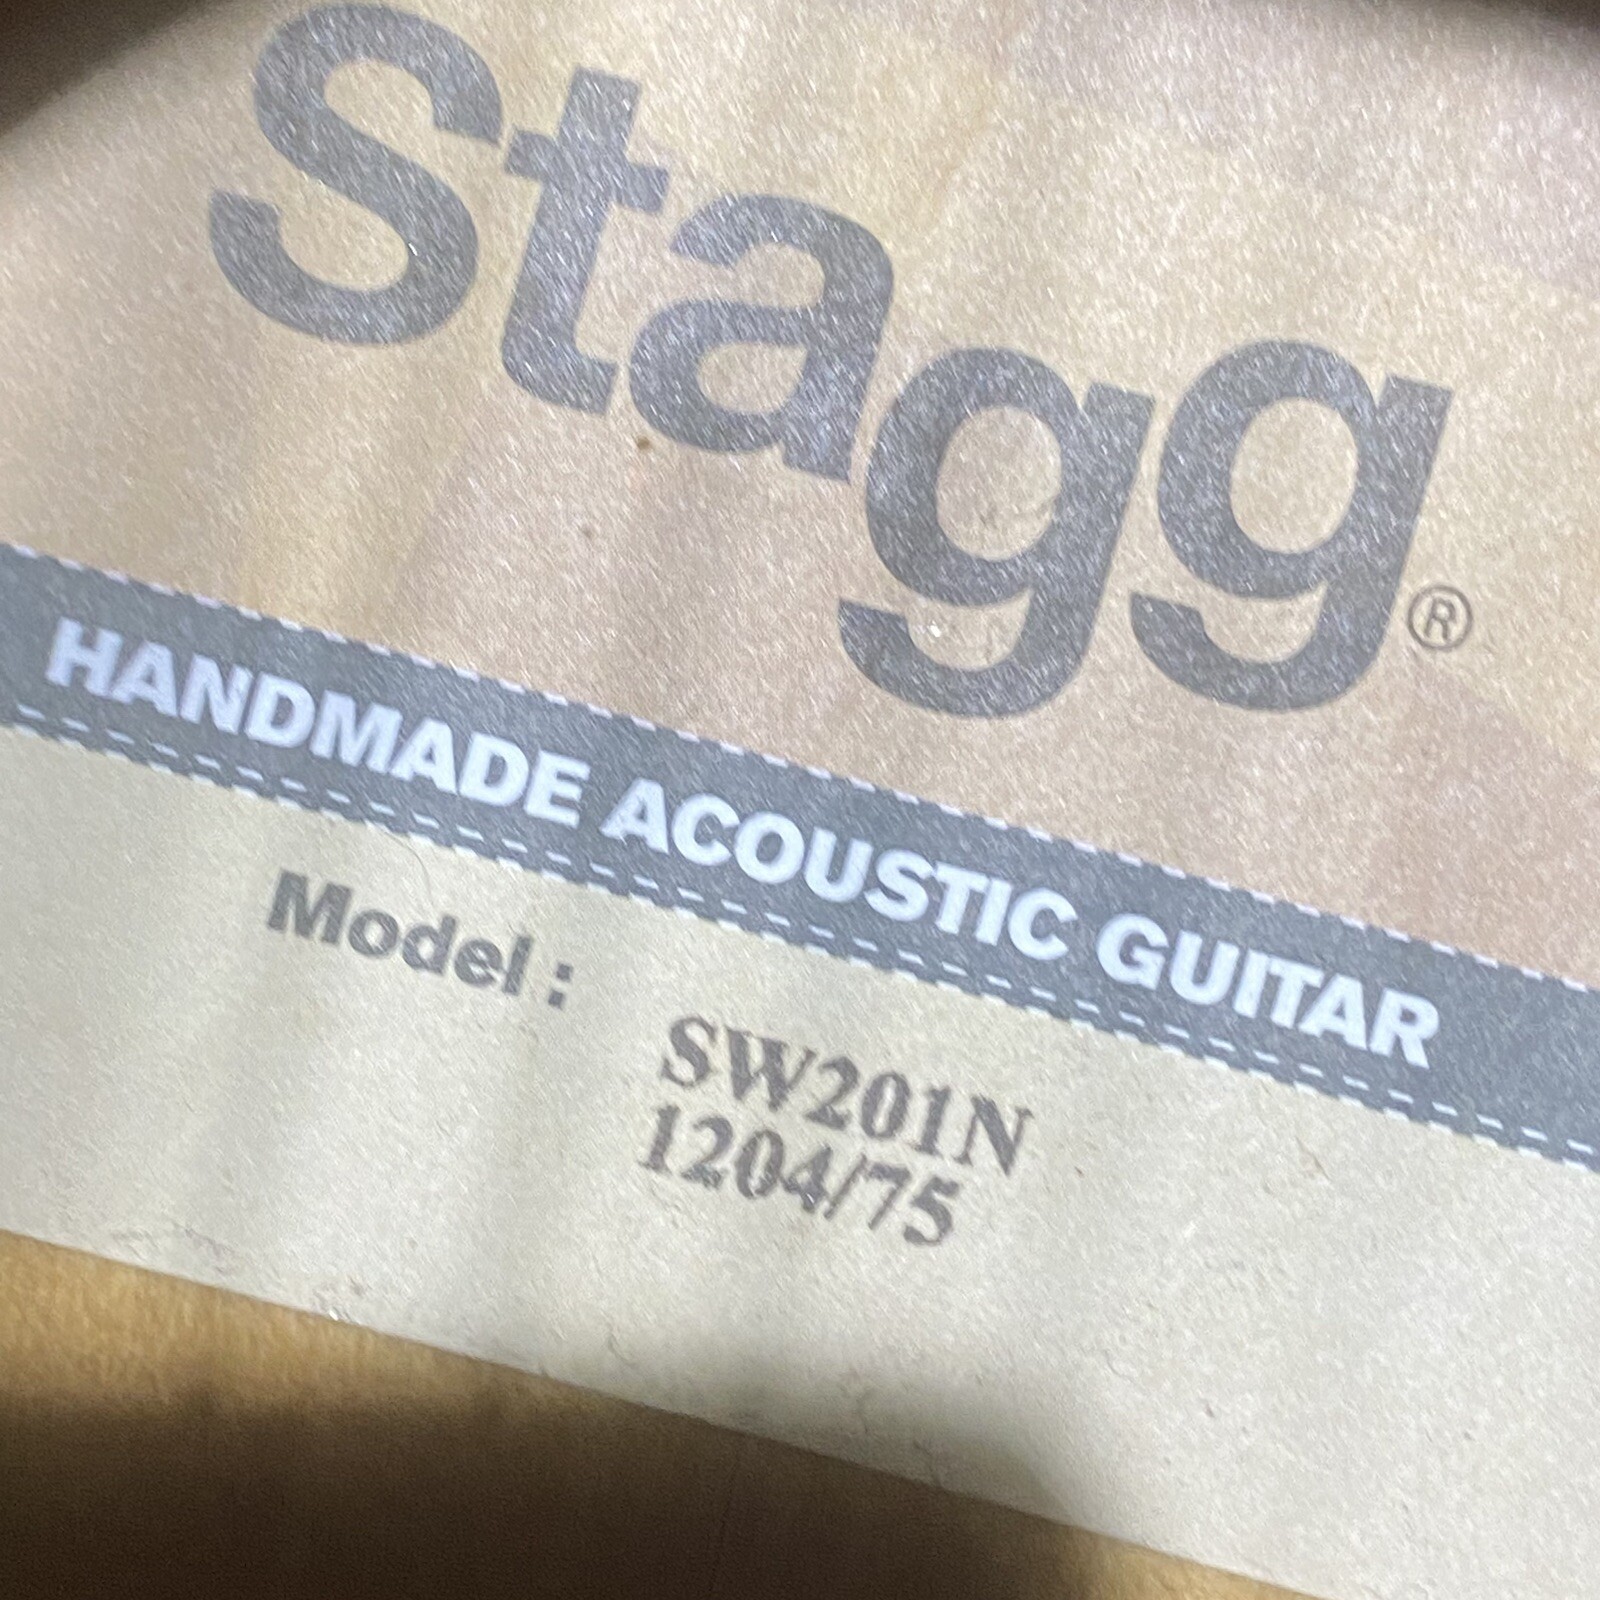 Stagg®
HANDMADE ACOUSTIC GUITAR
Model :
SW201N
1204/75